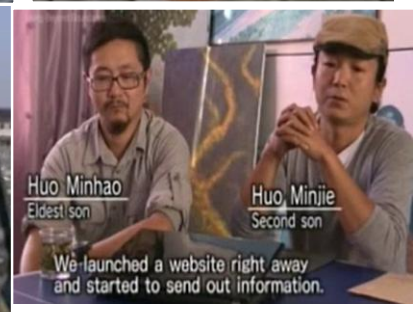 Huo Minhao
Eldest son
Huo Minjie
Second son
We launched a website right away
and started to send out information.